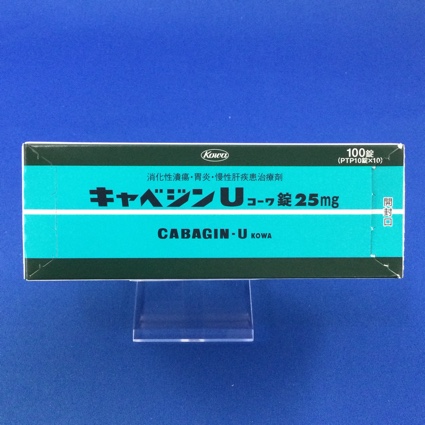 Kowa
100錠
(PTP10錠×10)
消化性潰瘍・胃炎・慢性肝疾患治療剤
キャベジンUコーワ錠25mg
CABAGIN・U KOWA
開封口